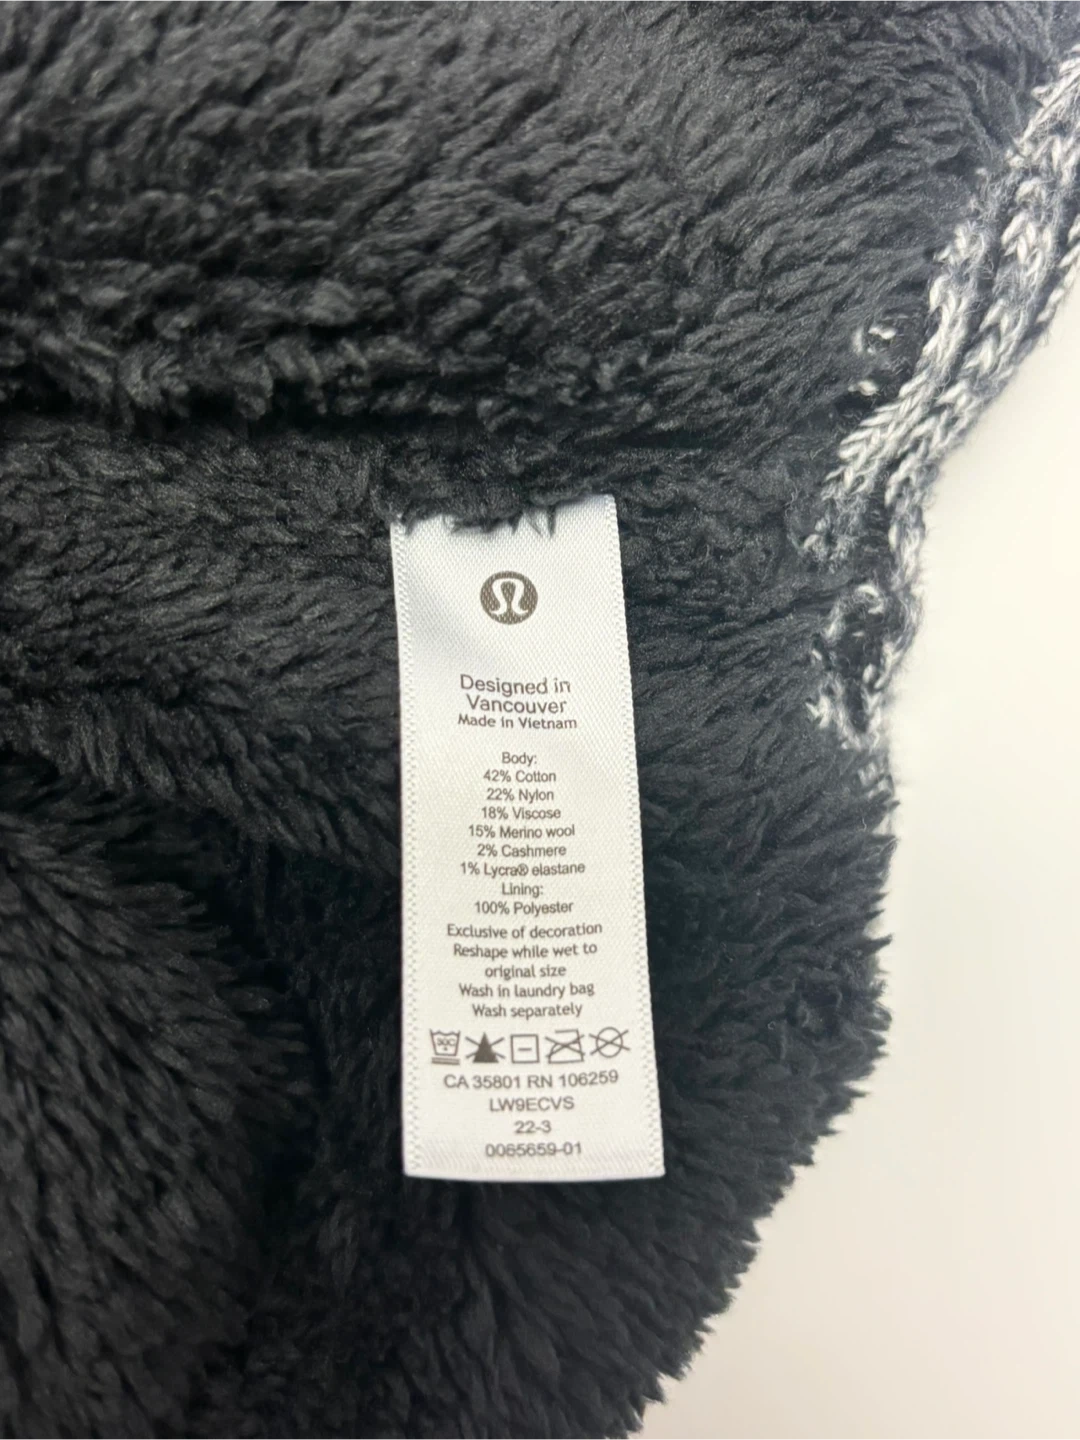 Designed in
Vancouver
Made in Vietnam
Body:
42% Cotton
22% Nylon
18% Viscose
15% Merino wool
2% Cashmere
1% Lycra® elastane
Lining:
100% Polyester
Exclusive of decoration
Reshape while wet to
original size
Wash in laundry bag
Wash separately
CA 35801 RN 106259
LW9ECVS
22-3
0065659-01